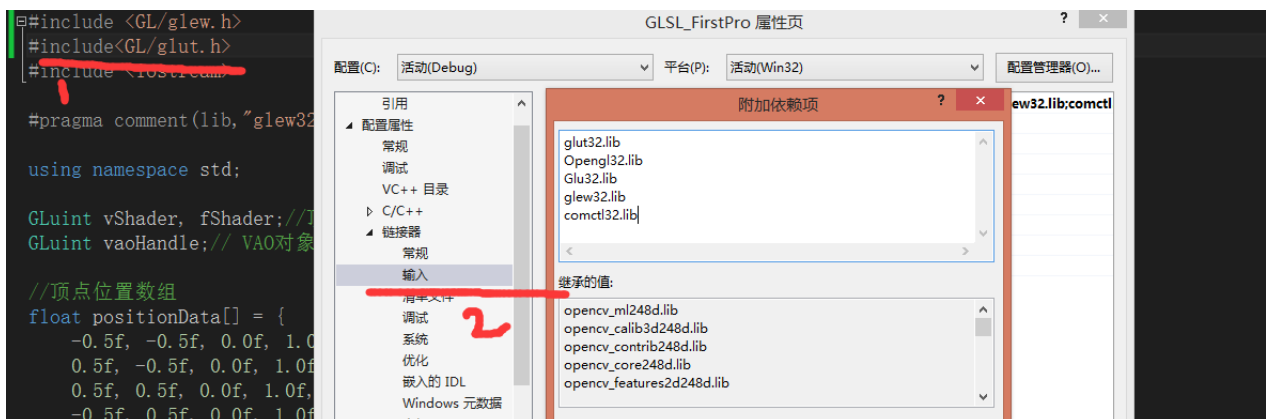 #include <GL/glew.h>
#include<GL/glut.h>
#include <iostream>
1
#pragma comment(lib,"glew32
using namespace std;
GLuint vShader, fShader;//顶
GLuint vaoHandle;// VAO对象
//顶点位置数组
float positionData[] = {
-0.5f, -0.5f, 0.0f, 1.0
0.5f, -0.5f, 0.0f, 1.0f
0.5f, 0.5f, 0.0f, 1.0f,
-0.5f, 0.5f, 0.0f, 1.0f
GLSL_FirstPro 属性页
? ×
配置(C): 活动(Debug) 平台(P): 活动(Win32) 配置管理器(O)...
引用
配置属性
常规
调试
VC++ 目录
C/C++
链接器
常规
输入
清单文件
2
调试
系统
优化
嵌入的 IDL
Windows 元数据
附加依赖项
? ×
ew32.lib;comctl
glut32.lib
Opengl32.lib
Glu32.lib
glew32.lib
comctl32.lib
继承的值:
opencv_ml248d.lib
opencv_calib3d248d.lib
opencv_contrib248d.lib
opencv_core248d.lib
opencv_features2d248d.lib